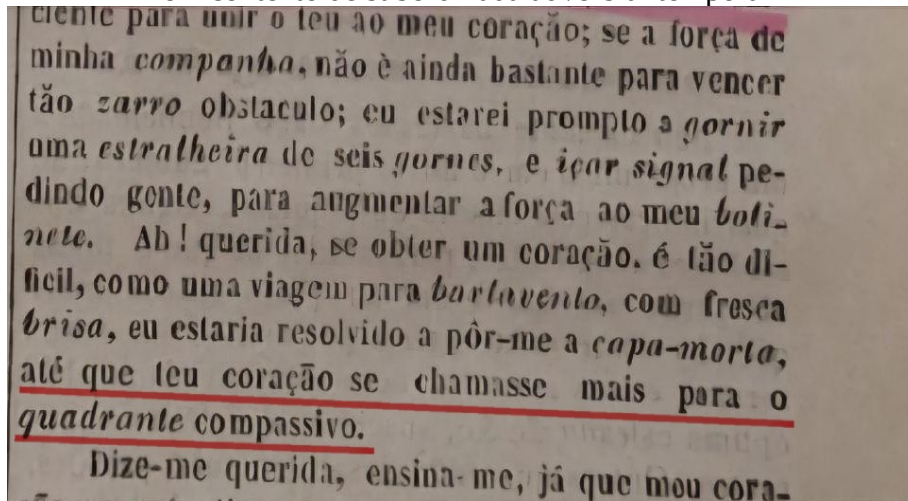 ciente para unir o teu ao meu coração; se a força de
minha companha, não è ainda bastante para vencer
tão zarro obstaculo; eu estarei prompto a gornir
uma estralheira de seis gornes, e içar signal pe-
dindo gente, para augmentar a força ao meu boli-
nete. Ah! querida, se obter um coração, é tão di-
ficil, como uma viagem para barlavento, com fresca
brisa, eu estaria resolvido a pôr-me a capa-morta,
até que teu coração se chamasse mais para o
quadrante compassivo.
Dize-me querida, ensina-me, já que meu cora-